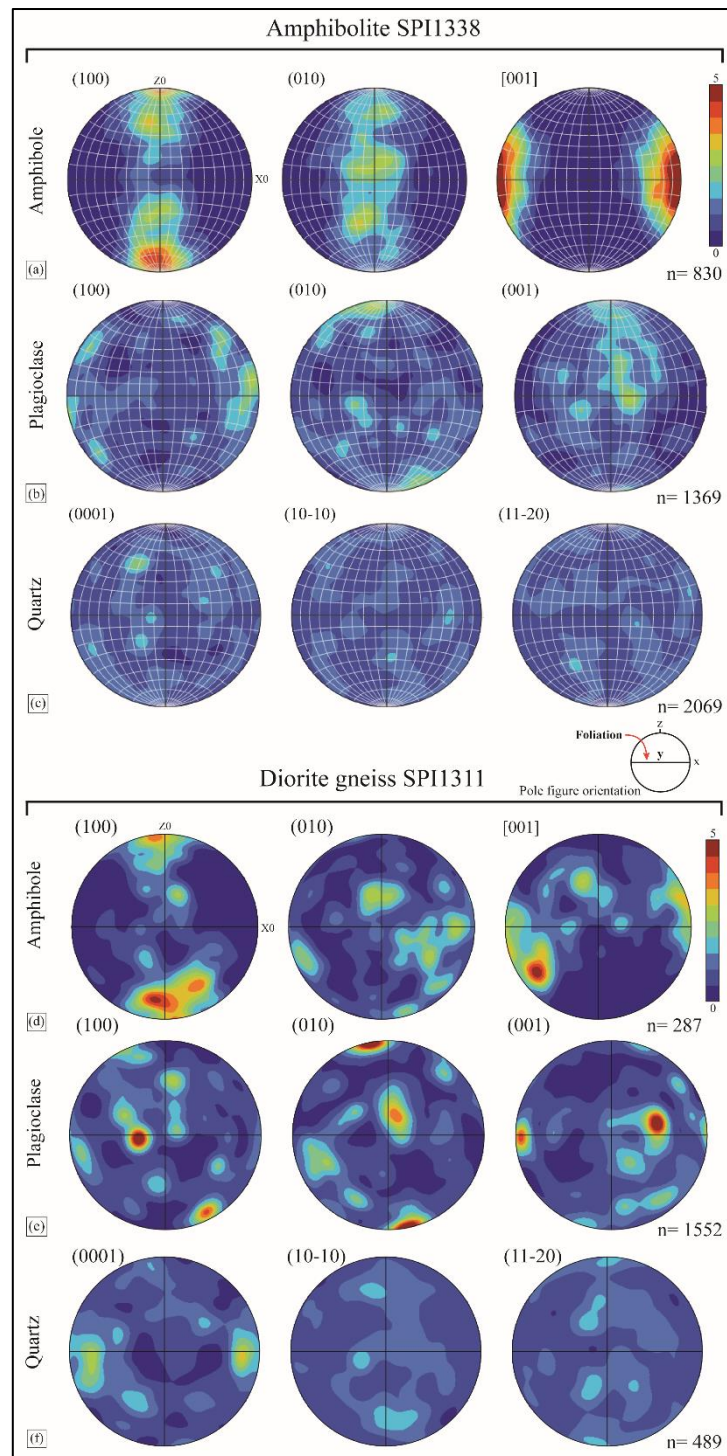 Amphibolite SPI1338
(100) (010) [001]
Z0
X0
5
0
Amphibole
(a)
n= 830
(100) (010) (001)
Plagioclase
(b)
n= 1369
(0001) (10-10) (11-20)
Quartz
(c)
n= 2069
Foliation
z
y
x
Pole figure orientation
Diorite gneiss SPI1311
(100) (010) [001]
Z0
X0
5
0
Amphibole
(d)
n= 287
(100) (010) (001)
Plagioclase
(e)
n= 1552
(0001) (10-10) (11-20)
Quartz
(f)
n= 489